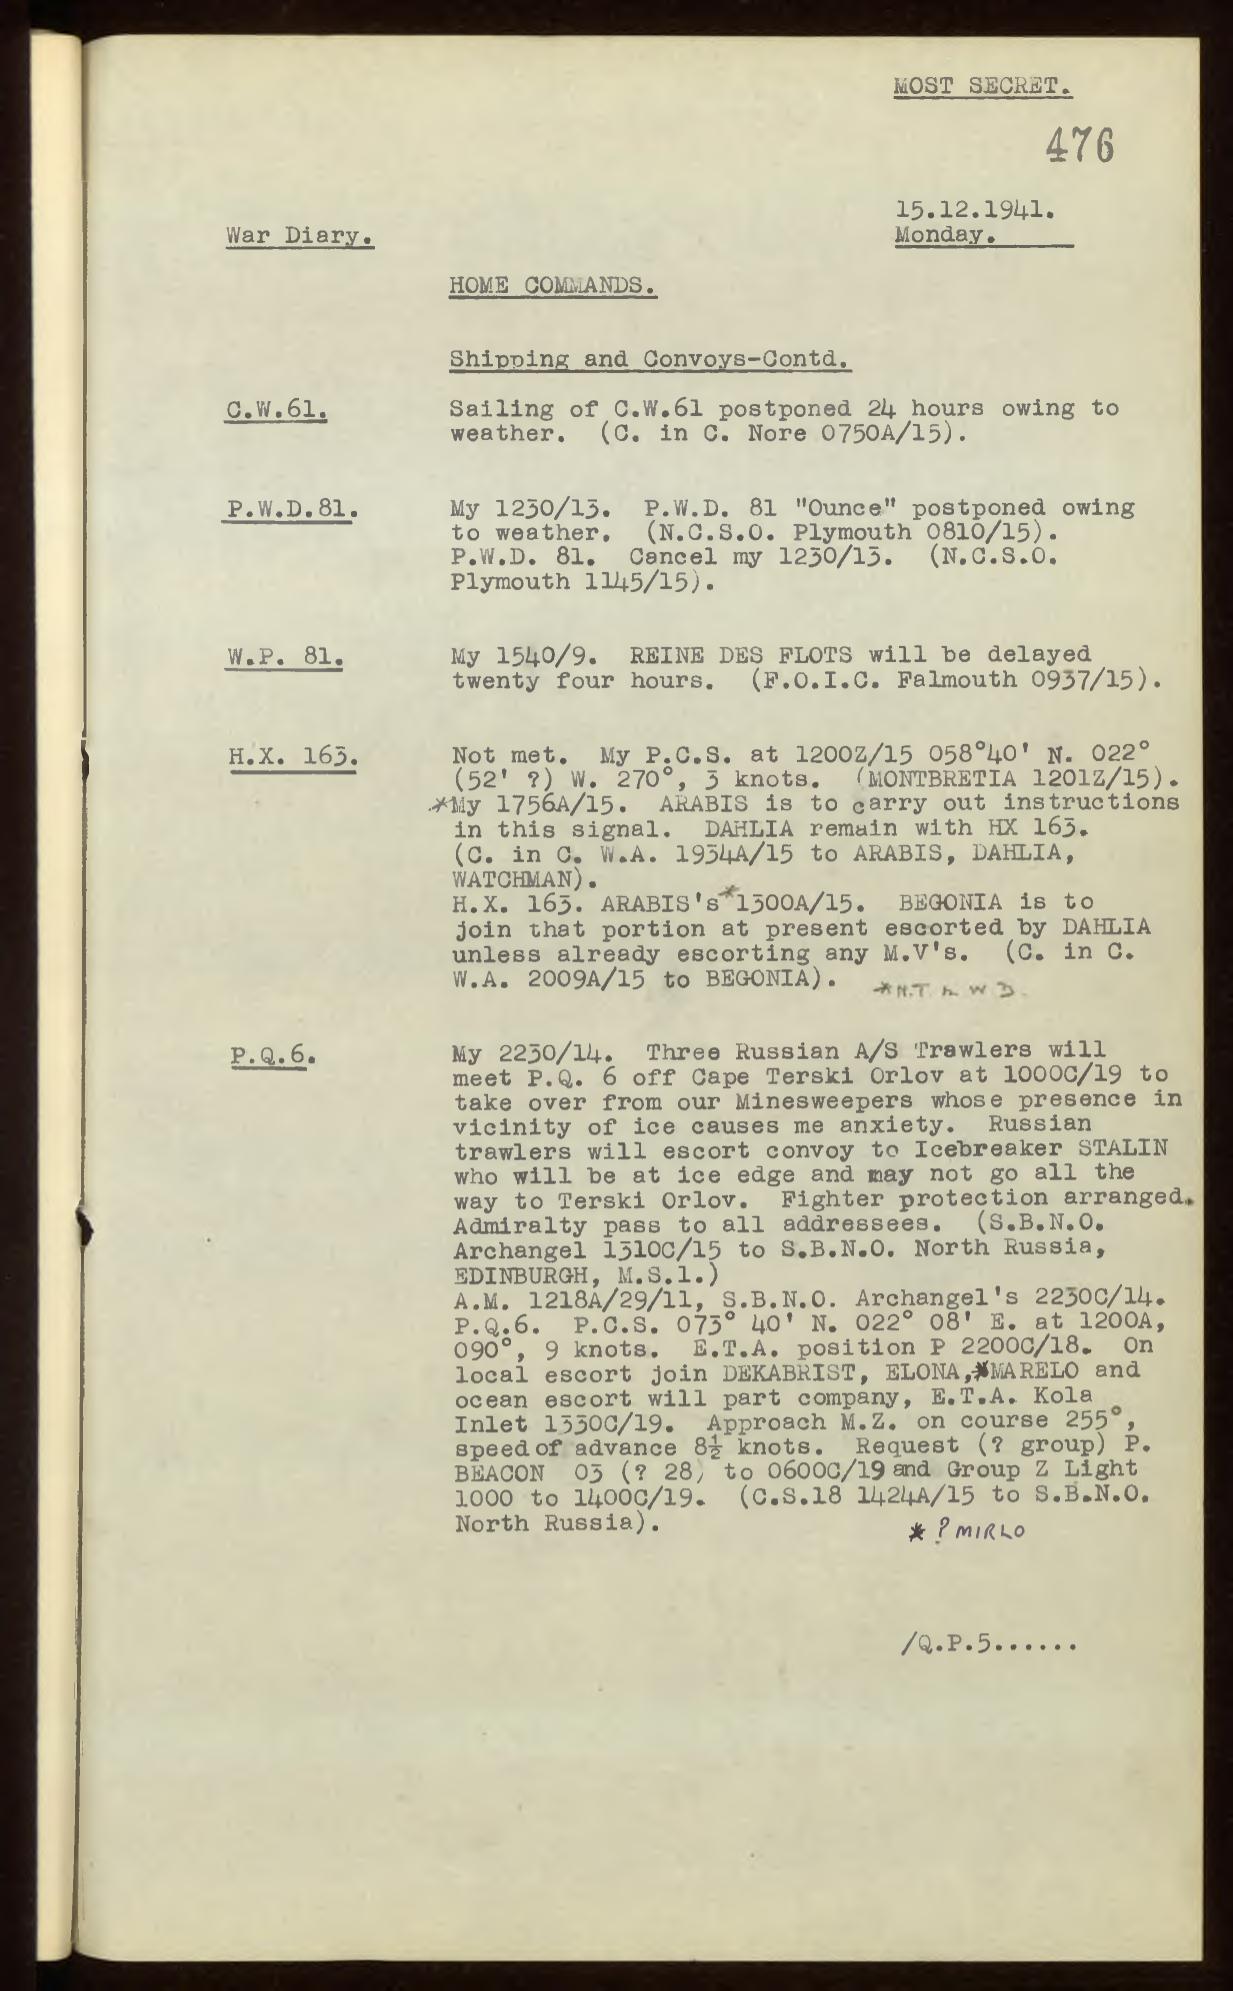 MOST SECRET.
476
15.12.1941.
War Diary.
Monday.
HOME COMMANDS.
Shipping and Convoys-Contd.
C.W.61.
Sailing of C.W.61 postponed 24 hours owing to
weather. (C. in C. Nore 0750A/15).
P.W.D.81.
My 1230/13. P.W.D. 81 "Ounce" postponed owing
to weather. (N.C.S.O. Plymouth 0810/15).
P.W.D. 81. Cancel my 1230/13. (N.C.S.O.
Plymouth 1145/15).
W.P. 81.
My 1540/9. REINE DES FLOTS will be delayed
twenty four hours. (F.O.I.C. Falmouth 0937/15).
H.X. 163.
Not met. My P.C.S. at 1200Z/15 058°40' N. 022°
(52' ?) W. 270°, 3 knots. (MONTBRETIA 1201Z/15).
*My 1756A/15. ARABIS is to carry out instructions
in this signal. DAHLIA remain with HX 163.
(C. in C. W.A. 1934A/15 to ARABIS, DAHLIA,
WATCHMAN).
H.X. 163. ARABIS's*1300A/15. BEGONIA is to
join that portion at present escorted by DAHLIA
unless already escorting any M.V's. (C. in C.
W.A. 2009A/15 to BEGONIA).
*N.T. in W D.
P.Q.6.
My 2230/14. Three Russian A/S Trawlers will
meet P.Q. 6 off Cape Terski Orlov at 1000C/19 to
take over from our Minesweepers whose presence in
vicinity of ice causes me anxiety. Russian
trawlers will escort convoy to Icebreaker STALIN
who will be at ice edge and may not go all the
way to Terski Orlov. Fighter protection arranged.
Admiralty pass to all addressees. (S.B.N.O.
Archangel 1310C/15 to S.B.N.O. North Russia,
EDINBURGH, M.S.1.)
A.M. 1218A/29/11, S.B.N.O. Archangel's 2230C/14.
P.Q.6. P.C.S. 073° 40' N. 022° 08' E. at 1200A,
090°, 9 knots. E.T.A. position P 2200C/18. On
local escort join DEKABRIST, ELONA,*MARELO and
ocean escort will part company, E.T.A. Kola
Inlet 1330C/19. Approach M.Z. on course 255°,
speed of advance 8½ knots. Request (? group) P.
BEACON 03 (? 28) to 0600C/19 and Group Z Light
1000 to 1400C/19. (C.S.18 1424A/15 to S.B.N.O.
North Russia).
* ? MIRLO
/Q.P.5......